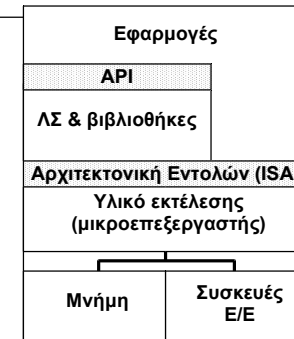 Εφαρμογές
API
ΛΣ & βιβλιοθήκες
Αρχιτεκτονική Εντολών (ISA
Υλικό εκτέλεσης
(μικροεπεξεργαστής)
Μνήμη
Συσκευές
Ε/Ε